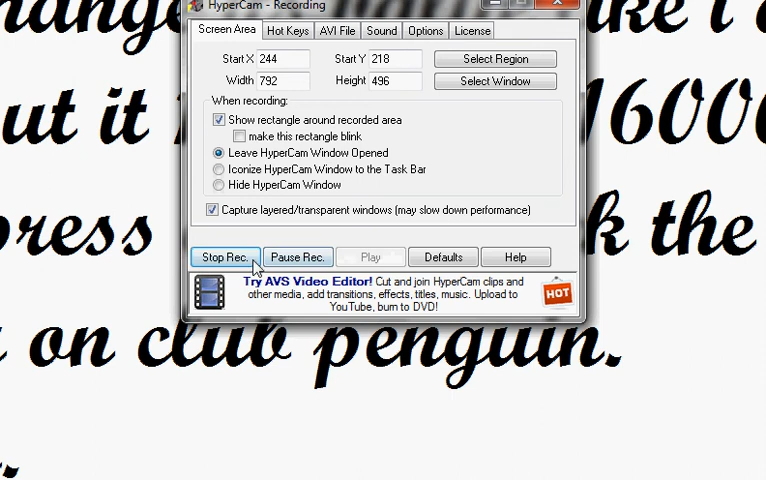 HyperCam - Recording
Screen Area Hot Keys AVI File Sound Options License
Start X 244 Start Y 218 Select Region
Width 792 Height 496 Select Window
When recording:
Show rectangle around recorded area
make this rectangle blink
Leave HyperCam Window Opened
Iconize HyperCam Window to the Task Bar
Hide HyperCam Window
Capture layered/transparent windows (may slow down performance)
Stop Rec. Pause Rec. Play Defaults Help
Try AVS Video Editor! Cut and join HyperCam clips and
other media, add transitions, effects, titles, music. Upload to
YouTube, burn to DVD!
HOT
ut it 1600
press k the
on club penguin.